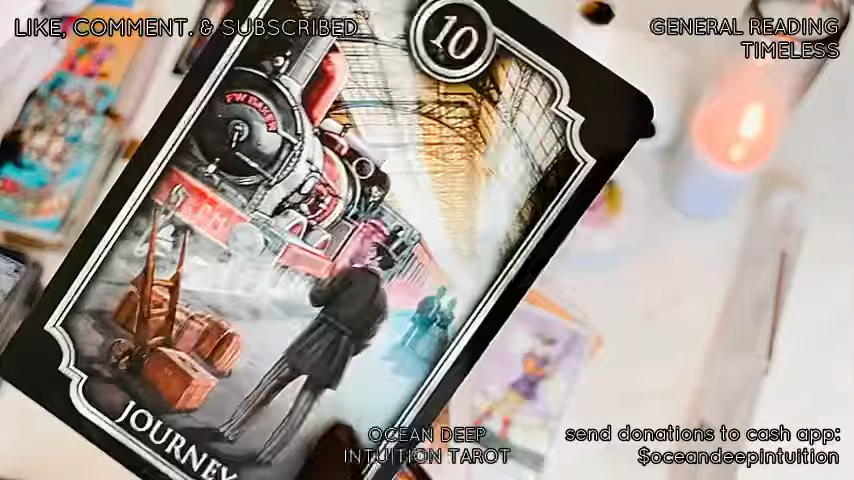 LIKE, COMMENT. & SUBSCRIBED
GENERAL READING
TIMELESS
10
JOURNEY
OCEAN DEEP
INTUITION TAROT
send donations to cash app:
$oceandeepintuition